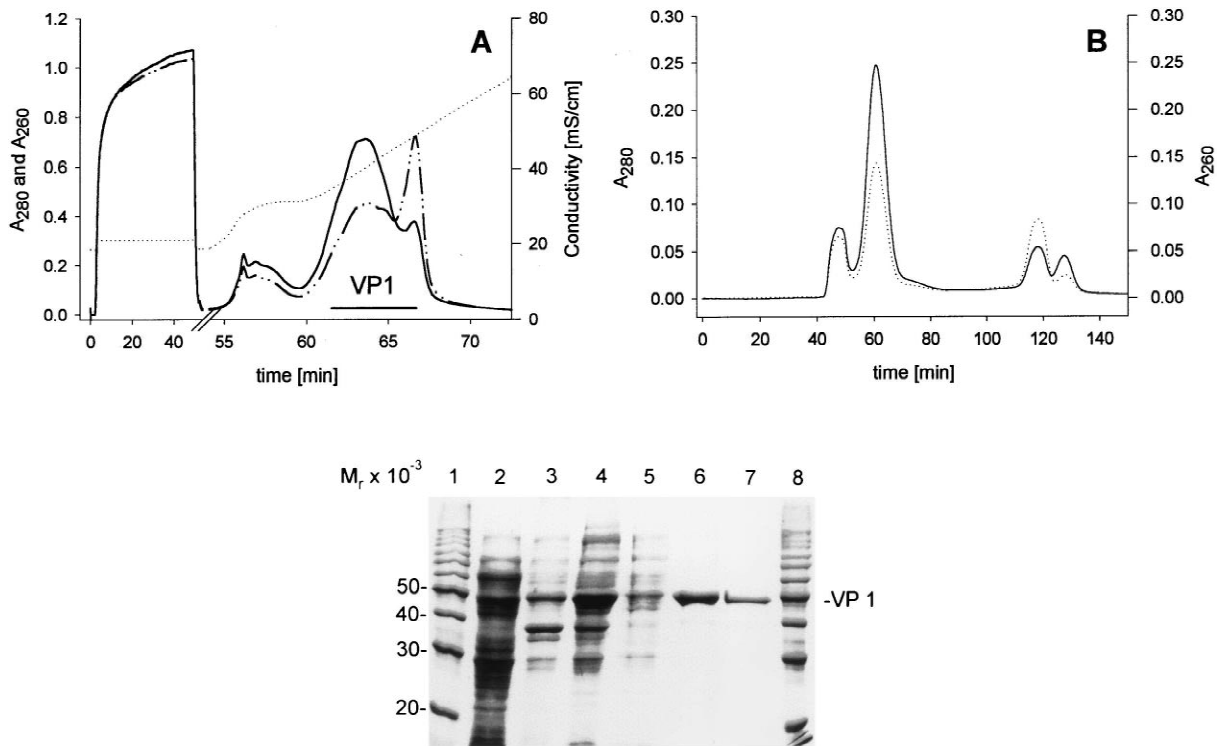 A
1.2
1.0
0.8
0.6
0.4
0.2
0.0
A280 and A260
80
60
40
20
0
Conductivity [mS/cm]
VP1
0 20 40 55 60 65 70
time [min]
B
0.30
0.25
0.20
0.15
0.10
0.05
0.00
A280
0.30
0.25
0.20
0.15
0.10
0.05
0.00
A260
0 20 40 60 80 100 120 140
time [min]
Mr x 10-3 1 2 3 4 5 6 7 8
50-
40-
30-
20-
-VP 1